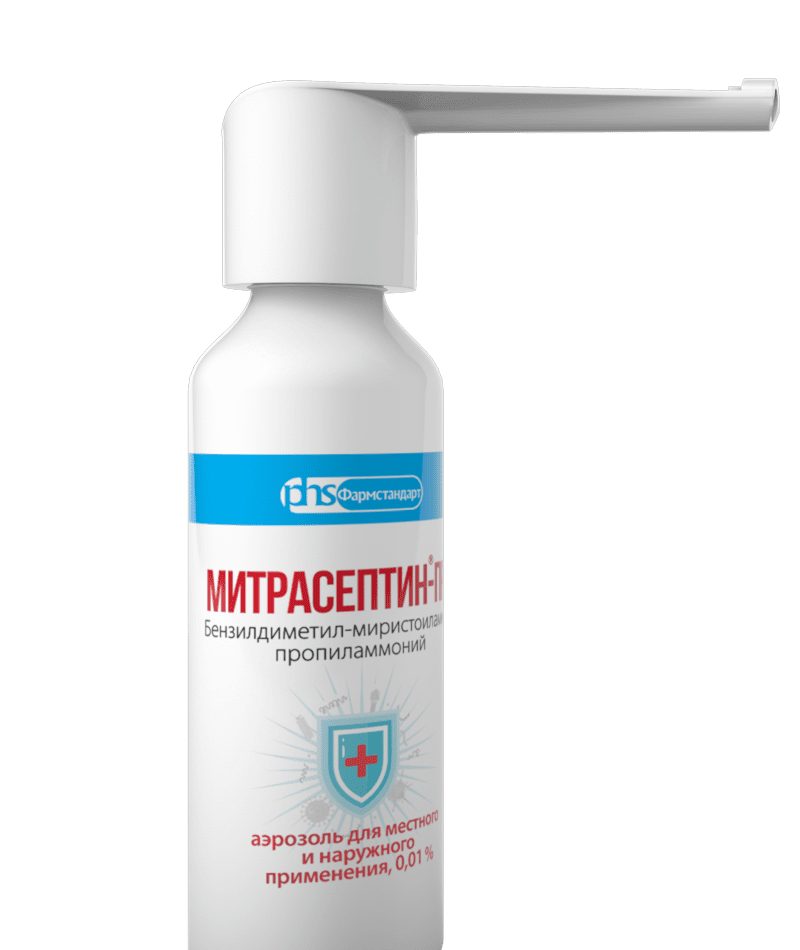 phs Фармстандарт
МИТРАСЕПТИН®-П
Бензилдиметил-миристоилам
пропиламмоний
аэрозоль для местного
и наружного
применения, 0,01 %